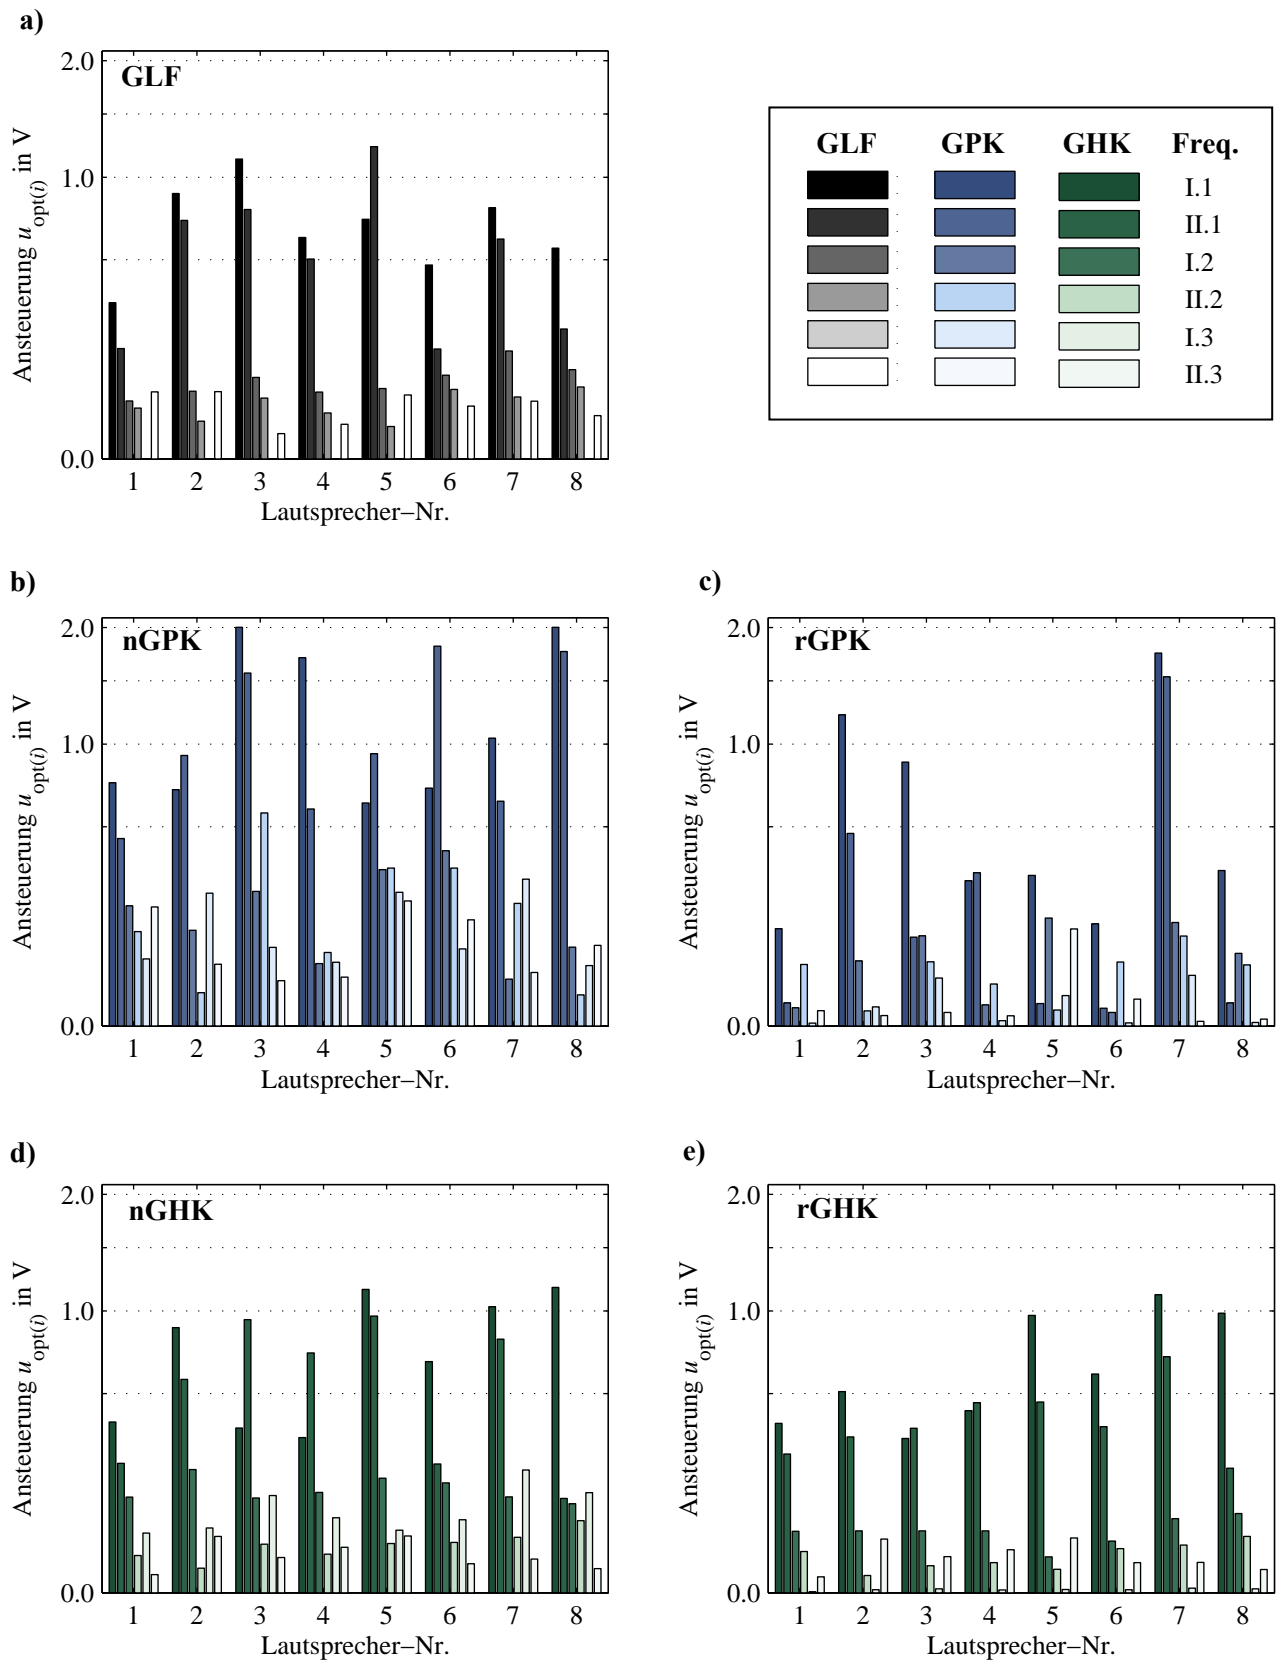 a)
GLF
2.0
1.0
0.0
Ansteuerung u_opt(i) in V
1 2 3 4 5 6 7 8
Lautsprecher−Nr.
GLF GPK GHK Freq.
I.1
II.1
I.2
II.2
I.3
II.3
b)
nGPK
2.0
1.0
0.0
Ansteuerung u_opt(i) in V
1 2 3 4 5 6 7 8
Lautsprecher−Nr.
c)
rGPK
2.0
1.0
0.0
Ansteuerung u_opt(i) in V
1 2 3 4 5 6 7 8
Lautsprecher−Nr.
d)
nGHK
2.0
1.0
0.0
Ansteuerung u_opt(i) in V
1 2 3 4 5 6 7 8
Lautsprecher−Nr.
e)
rGHK
2.0
1.0
0.0
Ansteuerung u_opt(i) in V
1 2 3 4 5 6 7 8
Lautsprecher−Nr.